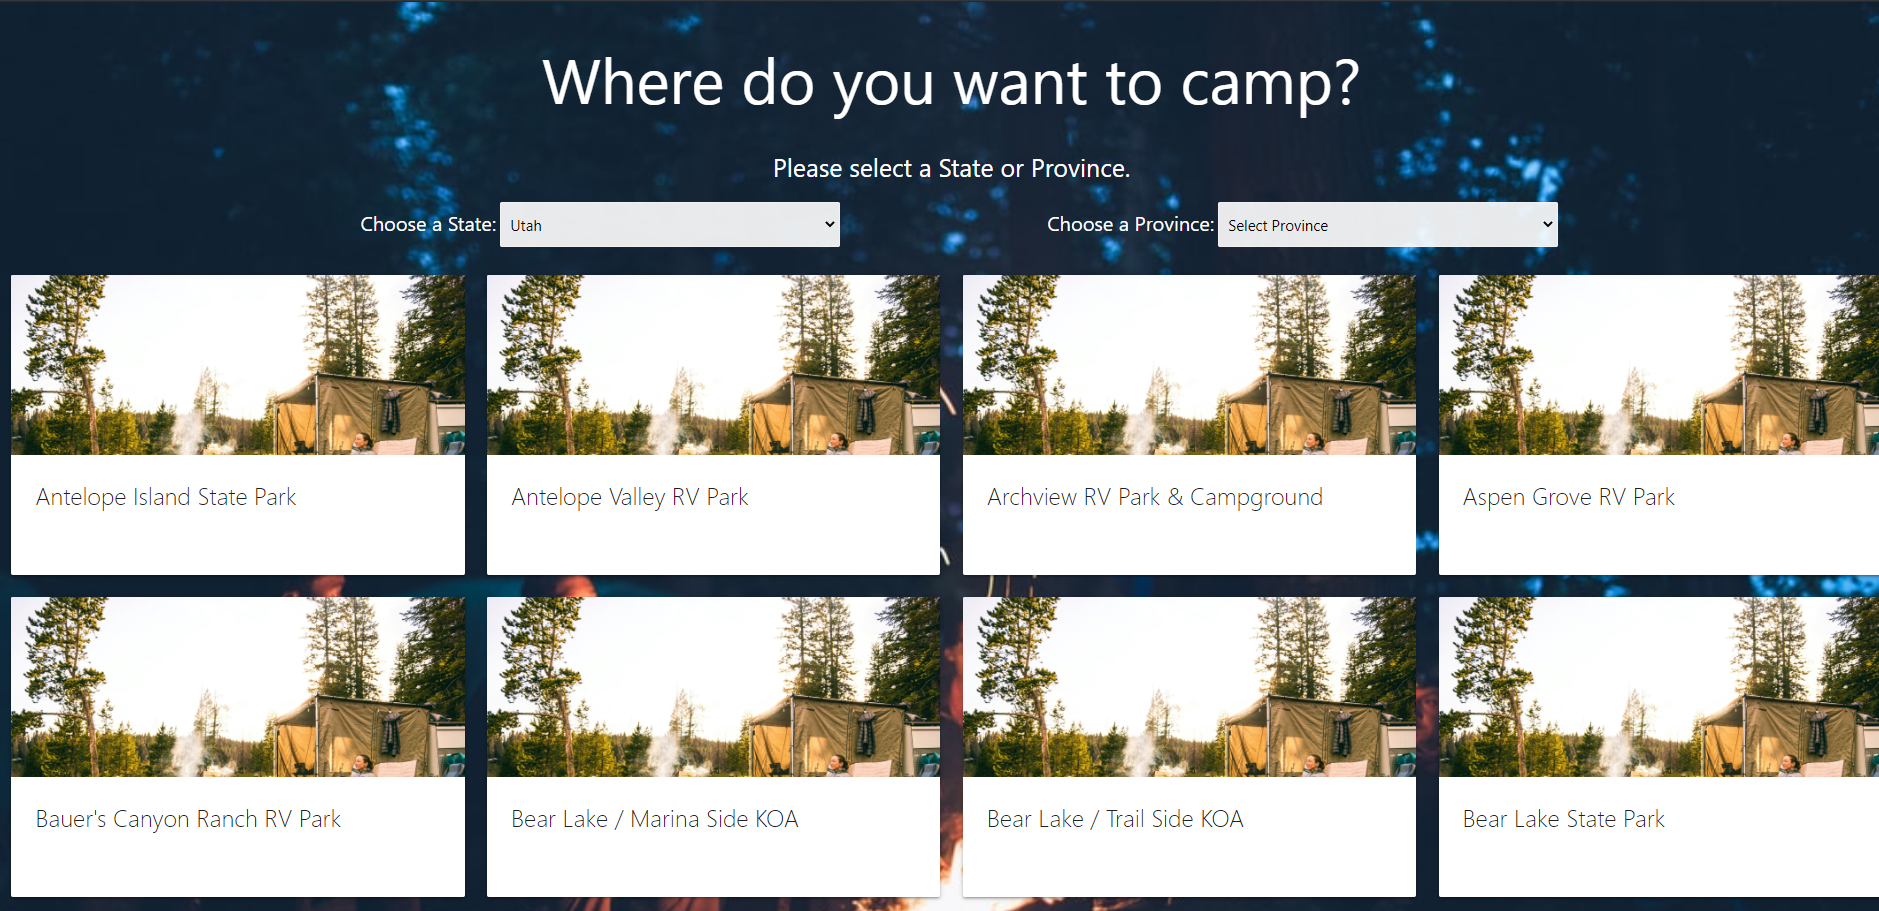 Where do you want to camp?
Please select a State or Province.
Choose a State: Utah Choose a Province: Select Province
Antelope Island State Park
Antelope Valley RV Park
Archview RV Park & Campground
Aspen Grove RV Park
Bauer's Canyon Ranch RV Park
Bear Lake / Marina Side KOA
Bear Lake / Trail Side KOA
Bear Lake State Park